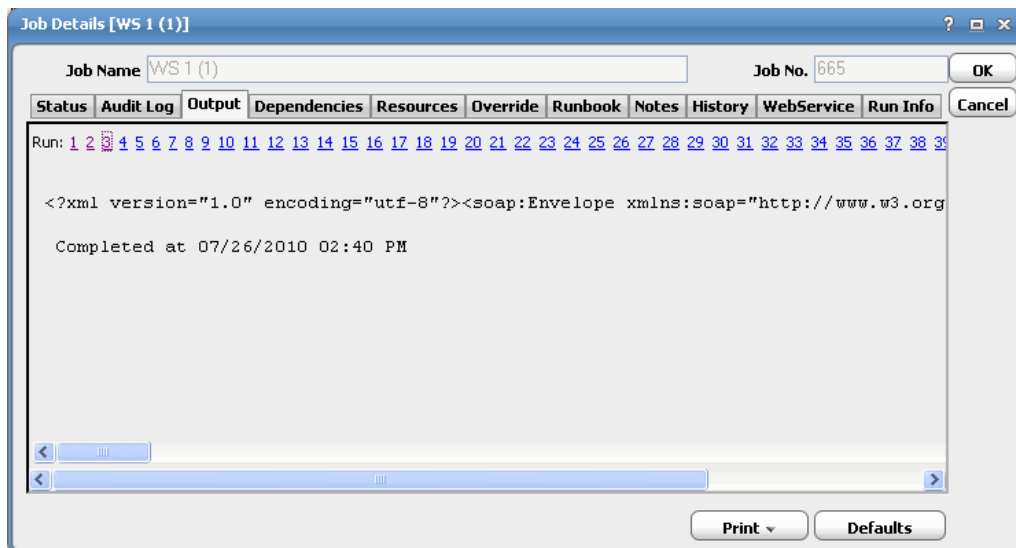 Job Details [WS 1 (1)]
Job Name WS 1 (1) Job No. 665 OK
Status Audit Log Output Dependencies Resources Override Runbook Notes History WebService Run Info Cancel
Run: 1 2 3 4 5 6 7 8 9 10 11 12 13 14 15 16 17 18 19 20 21 22 23 24 25 26 27 28 29 30 31 32 33 34 35 36 37 38 39
<?xml version="1.0" encoding="utf-8"?><soap:Envelope xmlns:soap="http://www.w3.org
Completed at 07/26/2010 02:40 PM
Print Defaults